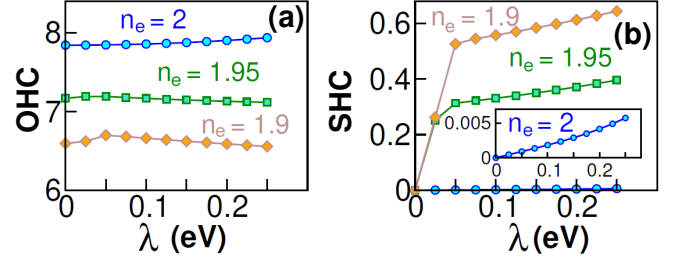 (a)
n_e = 2
8
n_e = 1.95
7
n_e = 1.9
6
OHC
0 0.1 0.2
λ (eV)
0.6
n_e = 1.9
(b)
n_e = 1.95
0.4
0.005
n_e = 2
0.2
0
0 0.1 0.2
0
SHC
0 0.1 0.2
λ (eV)